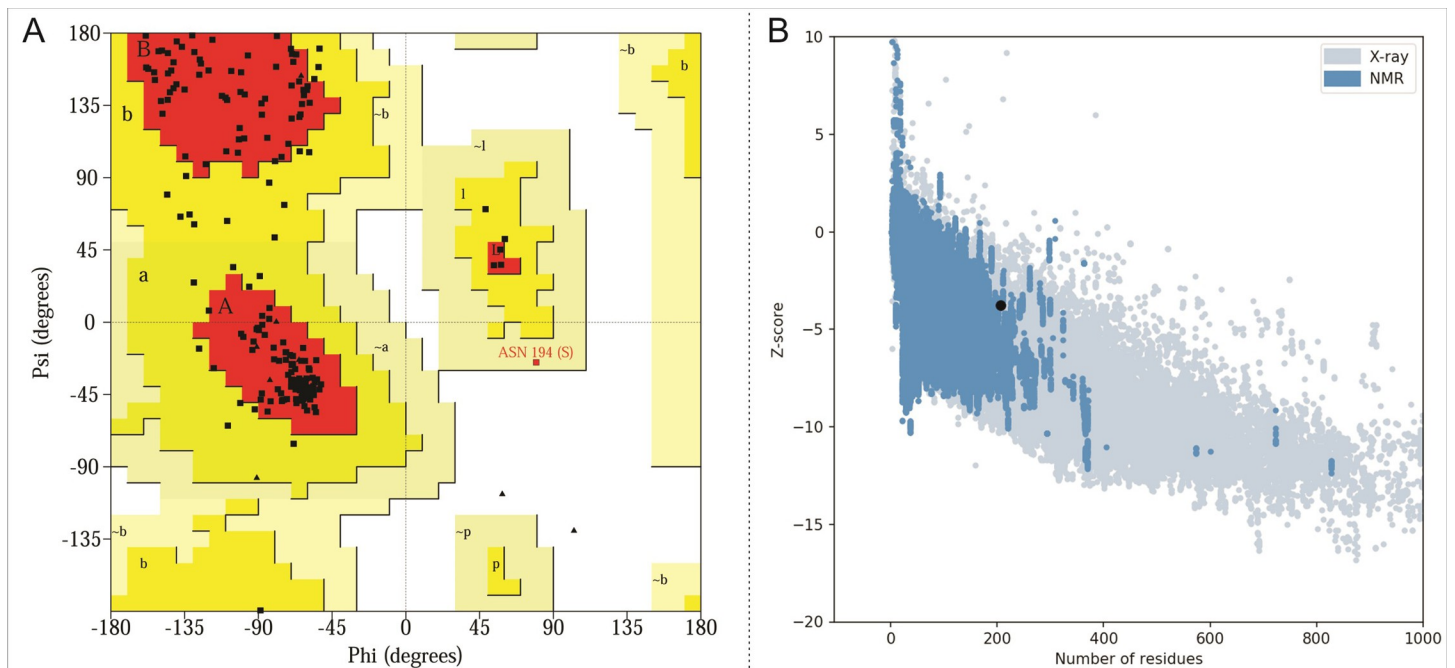 A
180
135
90
45
0
-45
-90
-135
Psi (degrees)
B
b
~b
~b
b
~l
l
L
a
A
~a
ASN 194 (S)
~b
b
~p
p
~b
-180 -135 -90 -45 0 45 90 135 180
Phi (degrees)
B
X-ray
NMR
10
5
0
-5
-10
-15
-20
Z-score
0 200 400 600 800 1000
Number of residues